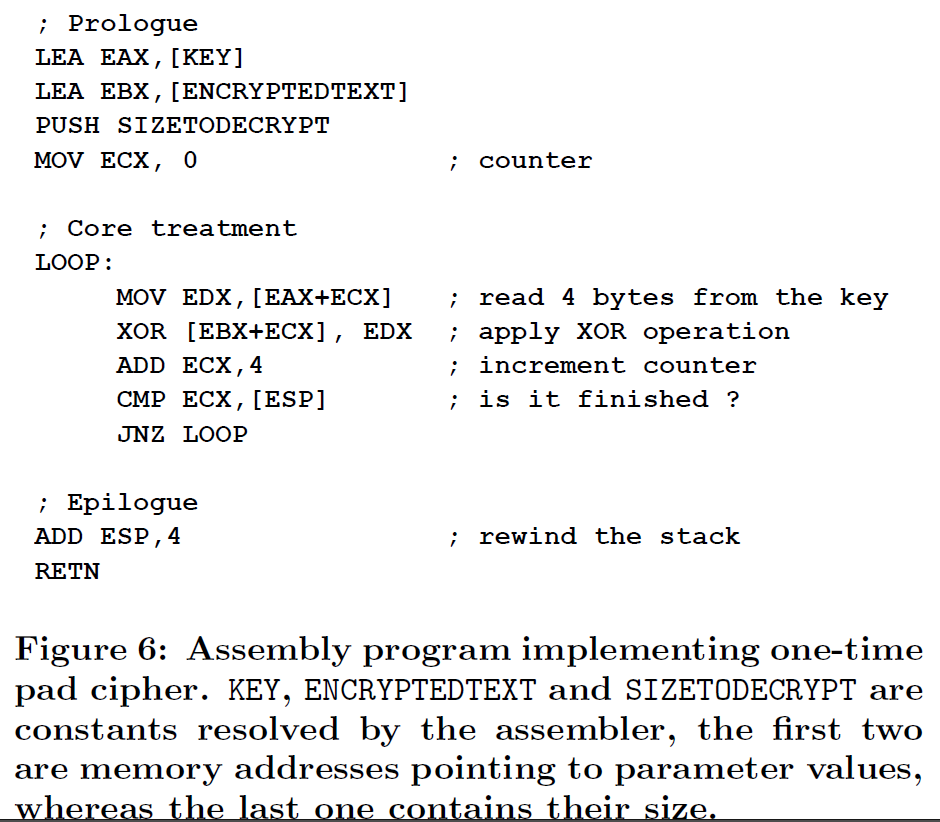 ; Prologue
LEA EAX,[KEY]
LEA EBX,[ENCRYPTEDTEXT]
PUSH SIZETODECRYPT
MOV ECX, 0 ; counter
; Core treatment
LOOP:
MOV EDX,[EAX+ECX] ; read 4 bytes from the key
XOR [EBX+ECX], EDX ; apply XOR operation
ADD ECX,4 ; increment counter
CMP ECX,[ESP] ; is it finished ?
JNZ LOOP
; Epilogue
ADD ESP,4 ; rewind the stack
RETN
Figure 6: Assembly program implementing one-time
pad cipher. KEY, ENCRYPTEDTEXT and SIZETODECRYPT are
constants resolved by the assembler, the first two
are memory addresses pointing to parameter values,
whereas the last one contains their size.